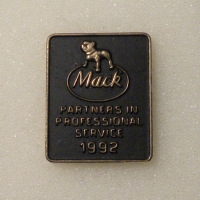 Mack
PARTNERS IN
PROFESSIONAL
SERVICE
1992